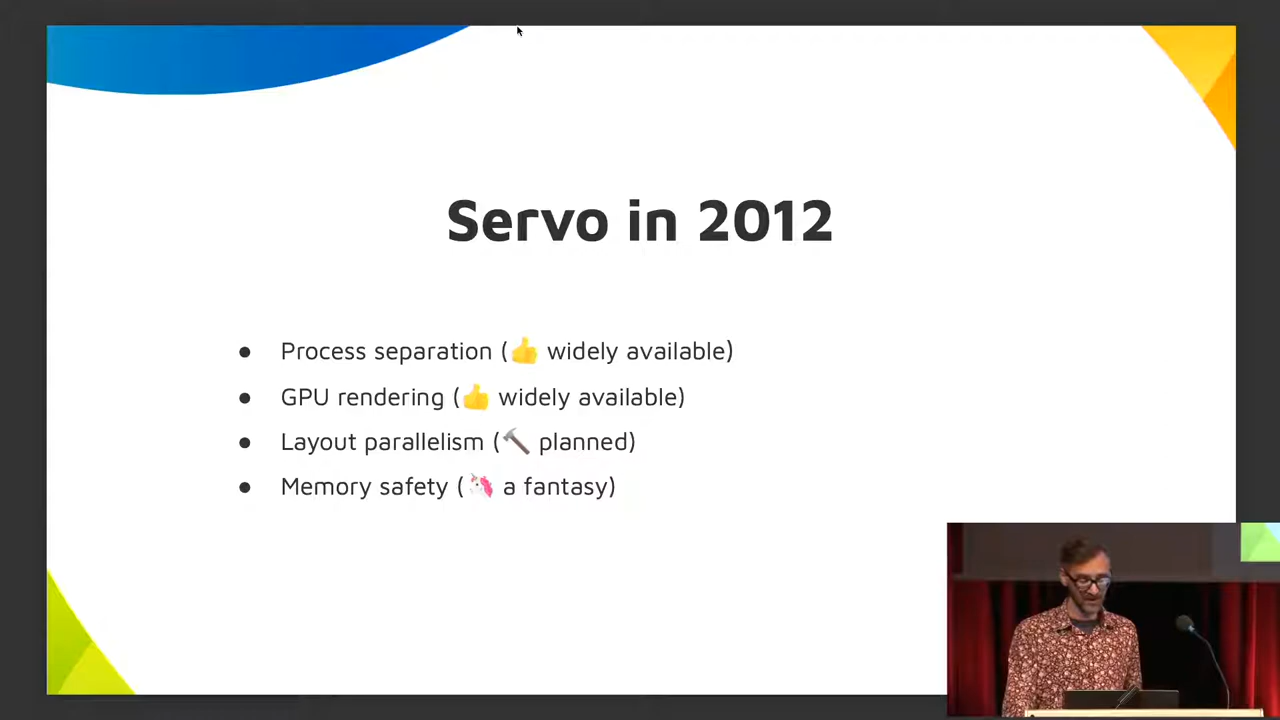 Servo in 2012
● Process separation (👍 widely available)
● GPU rendering (👍 widely available)
● Layout parallelism (🔨 planned)
● Memory safety (🦄 a fantasy)